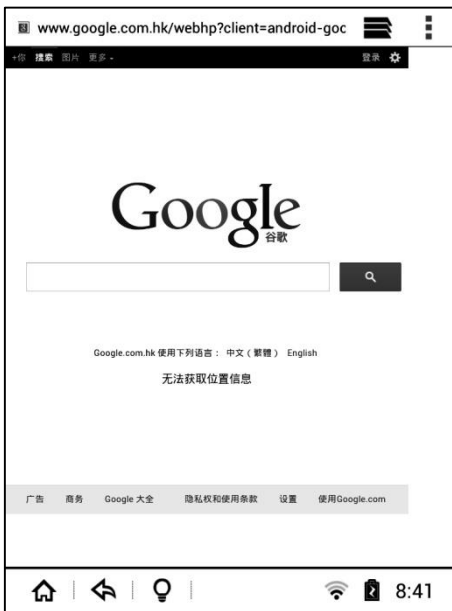 www.google.com.hk/webhp?client=android-goc
+你 搜索 图片 更多 登录
Google
谷歌
Google.com.hk 使用下列语言： 中文（繁體） English
无法获取位置信息
广告 商务 Google 大全 隐私权和使用条款 设置 使用Google.com
8:41